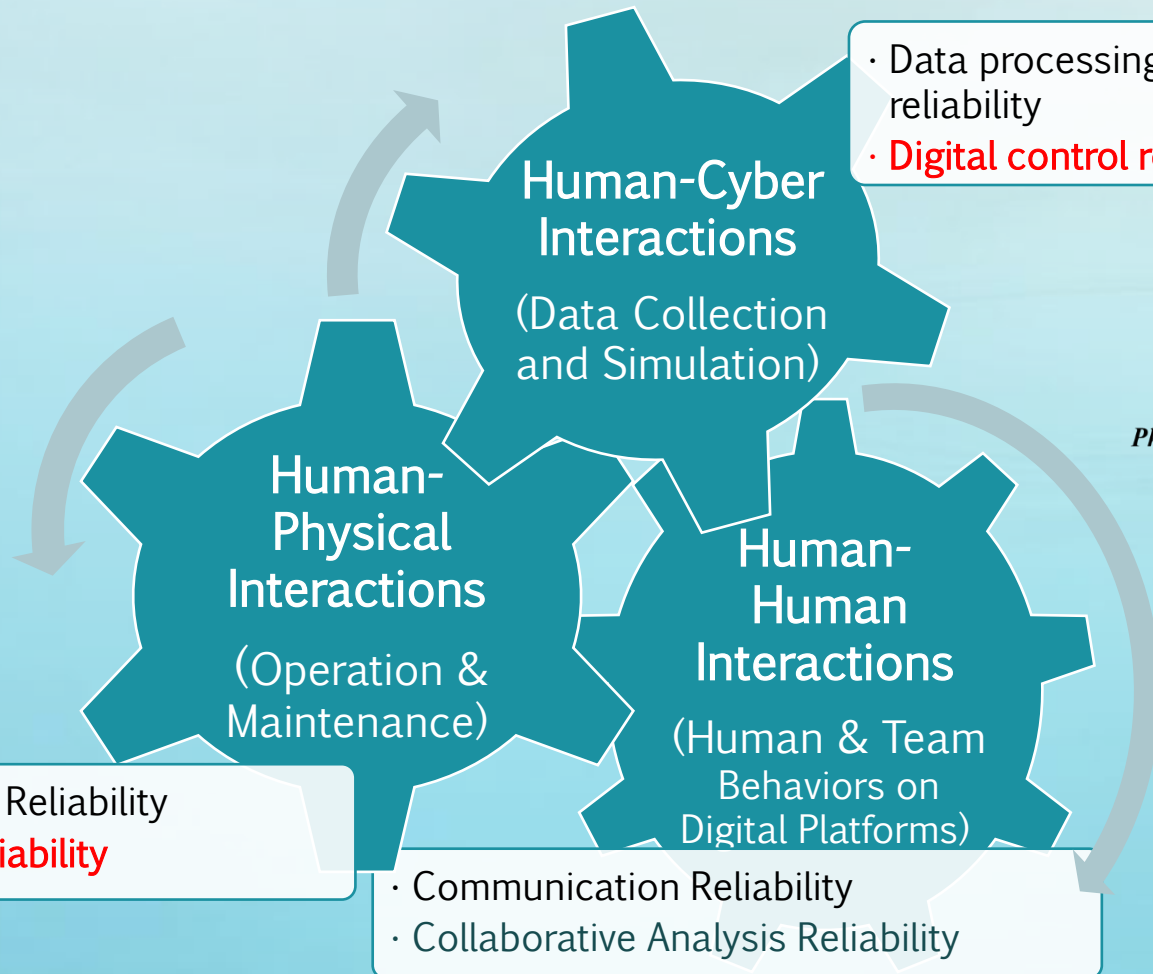 · Data processing
reliability
· Digital control
Human-Cyber
Interactions
(Data Collection
and Simulation)
Human-
Physical
Interactions
(Operation &
Maintenance)
Human-
Human
Interactions
(Human & Team
Behaviors on
Digital Platforms)
Reliability
· Communication Reliability
· Collaborative Analysis Reliability